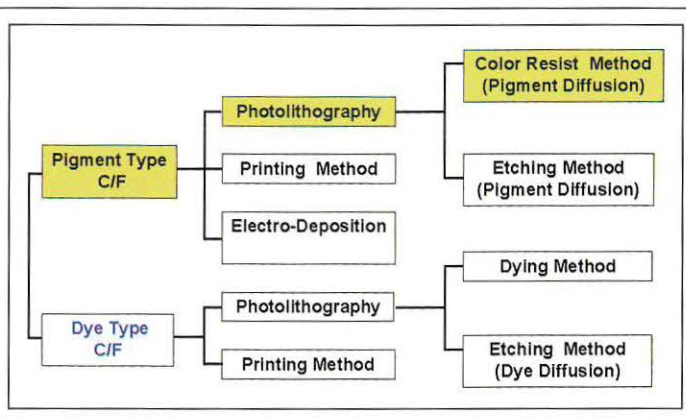 Color Resist Method
(Pigment Diffusion)
Photolithography
Pigment Type
C/F
Printing Method
Etching Method
(Pigment Diffusion)
Electro-Deposition
Dying Method
Photolithography
Dye Type
C/F
Printing Method
Etching Method
(Dye Diffusion)